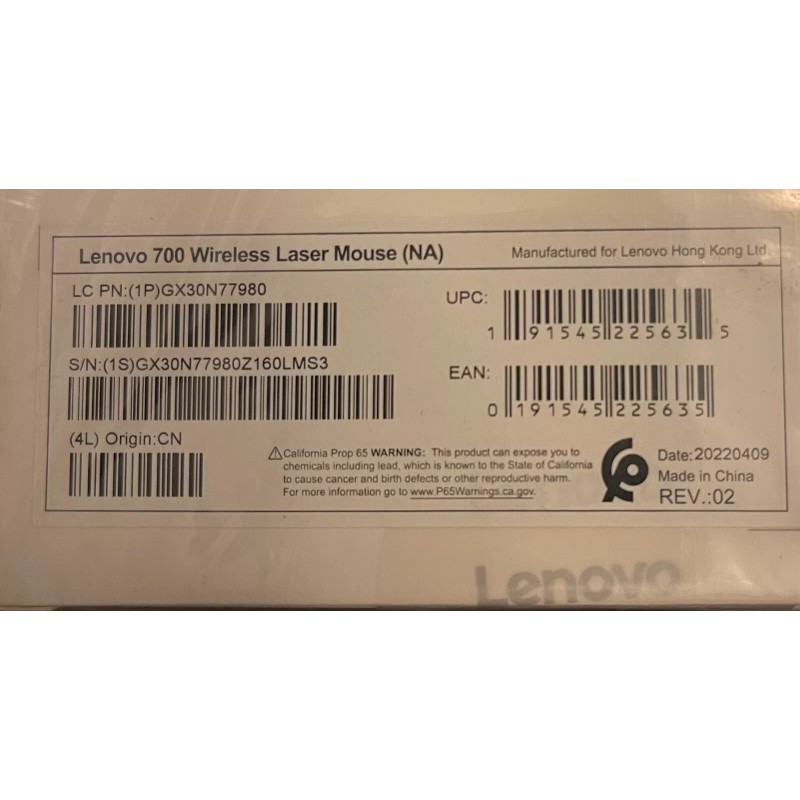 Lenovo 700 Wireless Laser Mouse (NA)
Manufactured for Lenovo Hong Kong Ltd.
LC PN:(1P)GX30N77980
UPC:
1 91545 22563 5
S/N:(1S)GX30N77980Z160LMS3
EAN:
0 191545 225635
(4L) Origin:CN
⚠California Prop 65 WARNING: This product can expose you to
chemicals including lead, which is known to the State of California
to cause cancer and birth defects or other reproductive harm.
For more information go to www.P65Warnings.ca.gov.
Date:20220409
Made in China
REV.:02
Lenovo